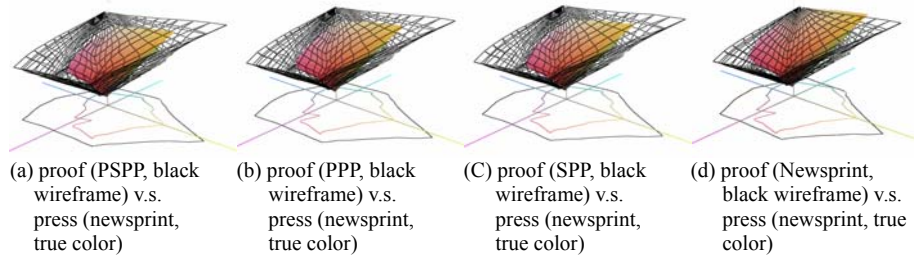 (a) proof (PSPP, black
wireframe) v.s.
press (newsprint,
true color)
(b) proof (PPP, black
wireframe) v.s.
press (newsprint,
true color)
(C) proof (SPP, black
wireframe) v.s.
press (newsprint,
true color)
(d) proof (Newsprint,
black wireframe) v.s.
press (newsprint, true
color)